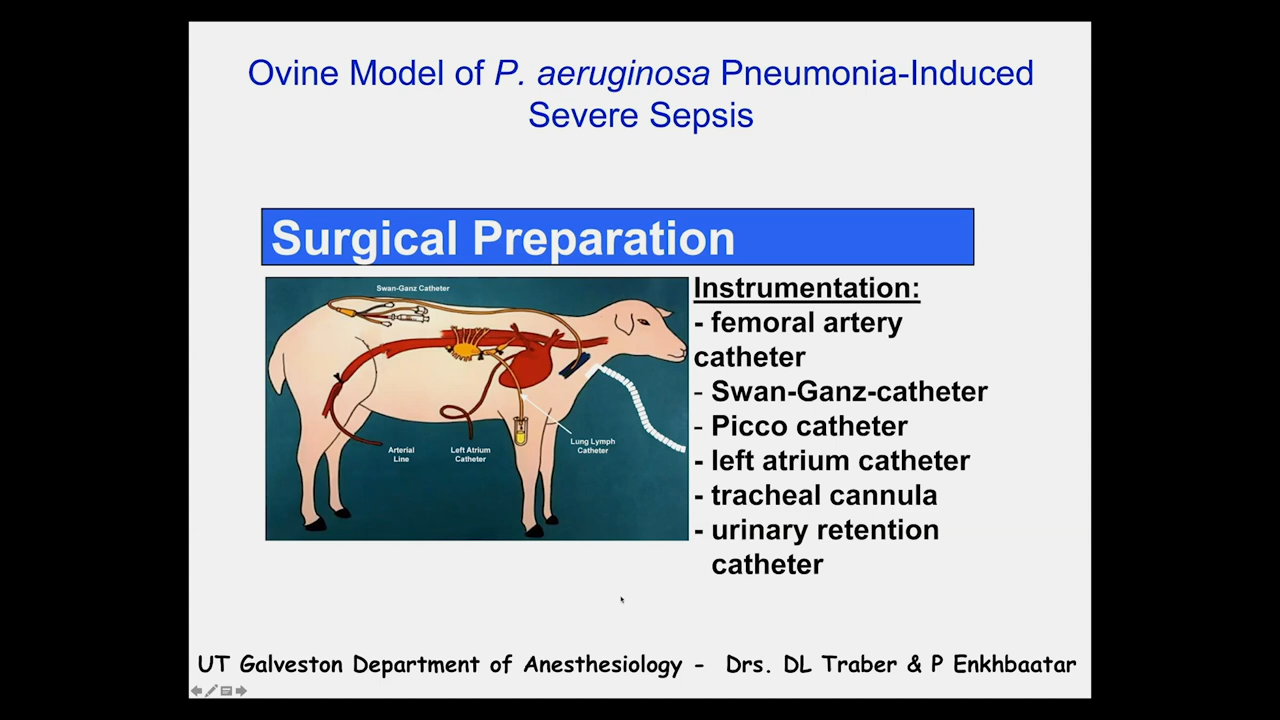 Ovine Model of P. aeruginosa Pneumonia-Induced
Severe Sepsis
Surgical Preparation
Swan-Ganz Catheter
Arterial
Line
Left Atrium
Catheter
Lung Lymph
Catheter
Instrumentation:
- femoral artery
catheter
- Swan-Ganz-catheter
- Picco catheter
- left atrium catheter
- tracheal cannula
- urinary retention
catheter
UT Galveston Department of Anesthesiology - Drs. DL Traber & P Enkhbaatar